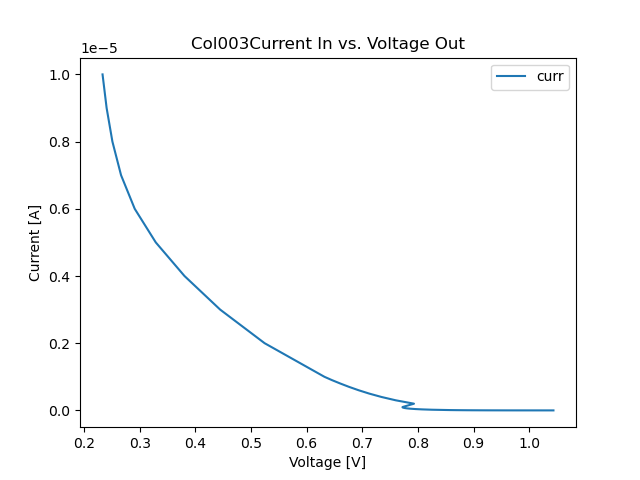 Col003Current In vs. Voltage Out
1e−5
curr
1.0
0.8
0.6
0.4
0.2
0.0
Current [A]
0.2 0.3 0.4 0.5 0.6 0.7 0.8 0.9 1.0
Voltage [V]